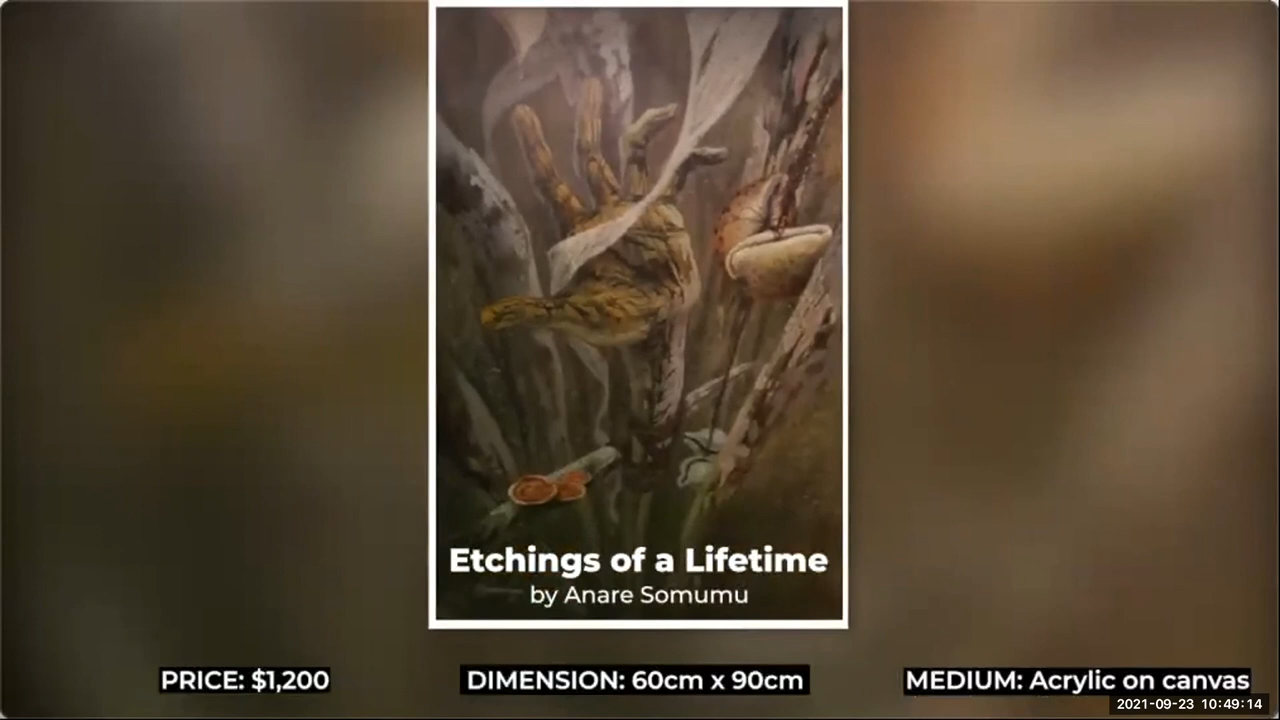 Etchings of a Lifetime
by Anare Somumu
PRICE: $1,200
DIMENSION: 60cm x 90cm
MEDIUM: Acrylic on canvas
2021-09-23 10:49:14